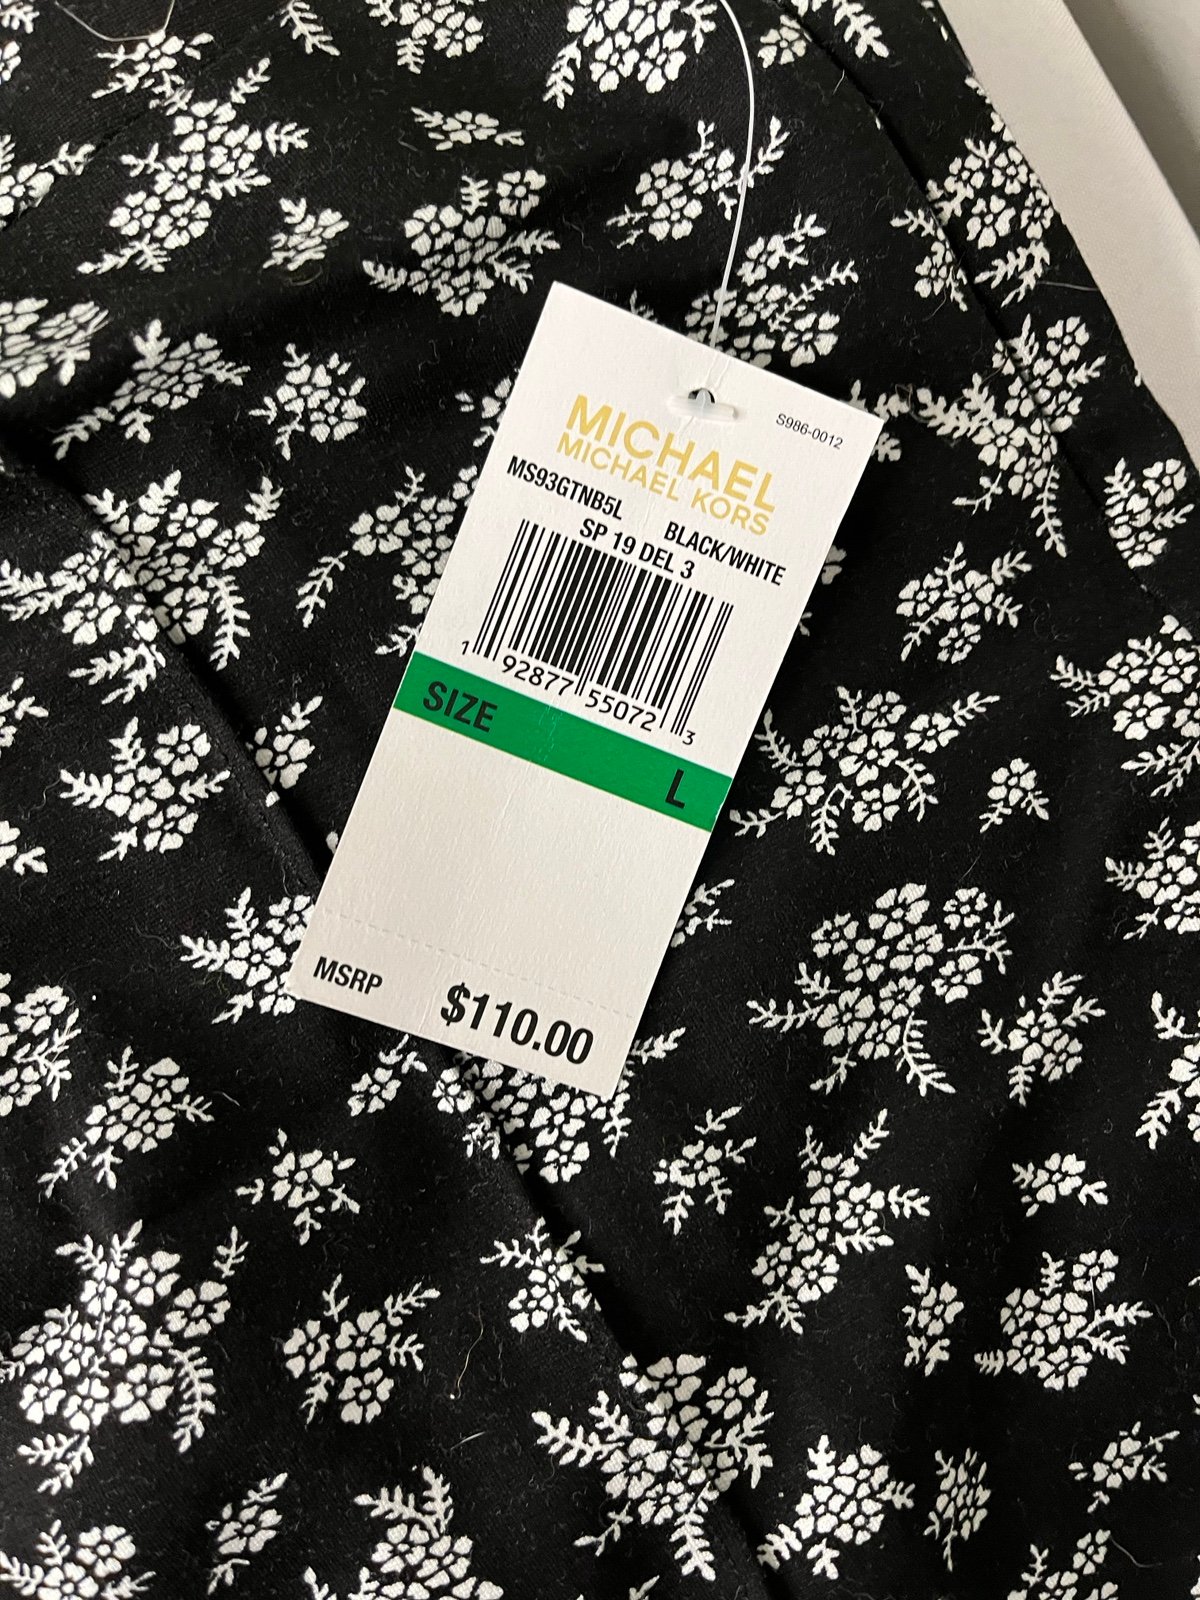 S986-0012
MICHAEL
MICHAEL KORS
MS93GTNB5L BLACK/WHITE
SP 19 DEL 3
1 92877 55072 3
SIZE L
MSRP $110.00